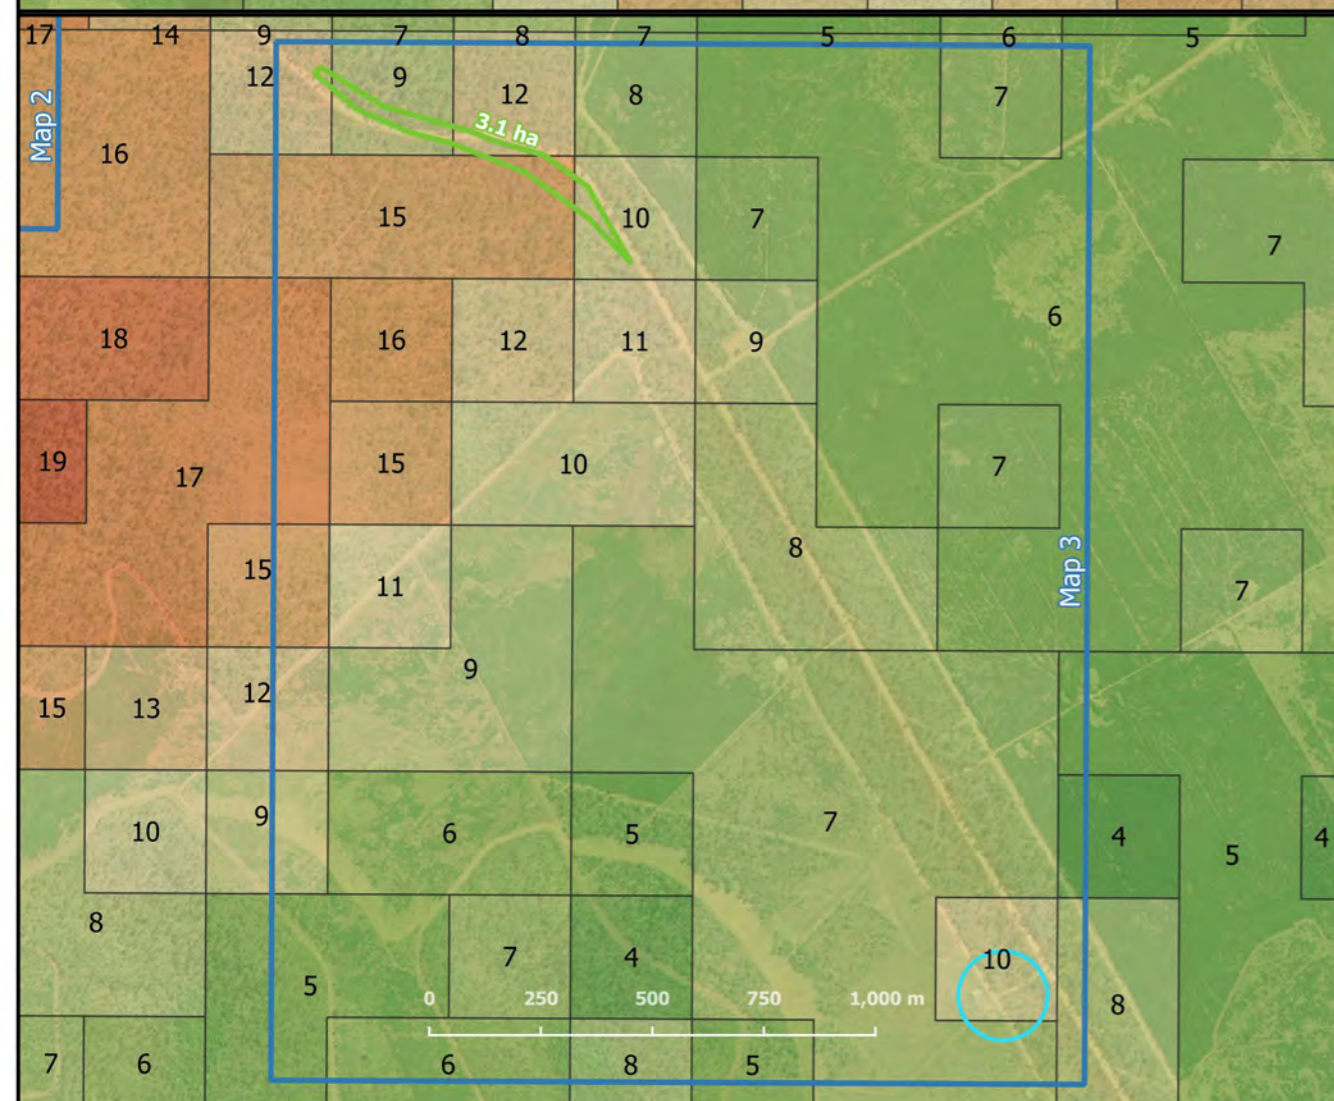 17 14 9 7 8 7 5 6 5
12 9 12 8 7
Map 2
3.1 ha
16
15 10 7 7
6
18 16 12 11 9
19 17 15 10 7
8
15 11 7
Map 3
9
15 13 12
10 9 6 5 7 4 5 4
8
5 7 4 10 8
0 250 500 750 1,000 m
7 6 6 8 5